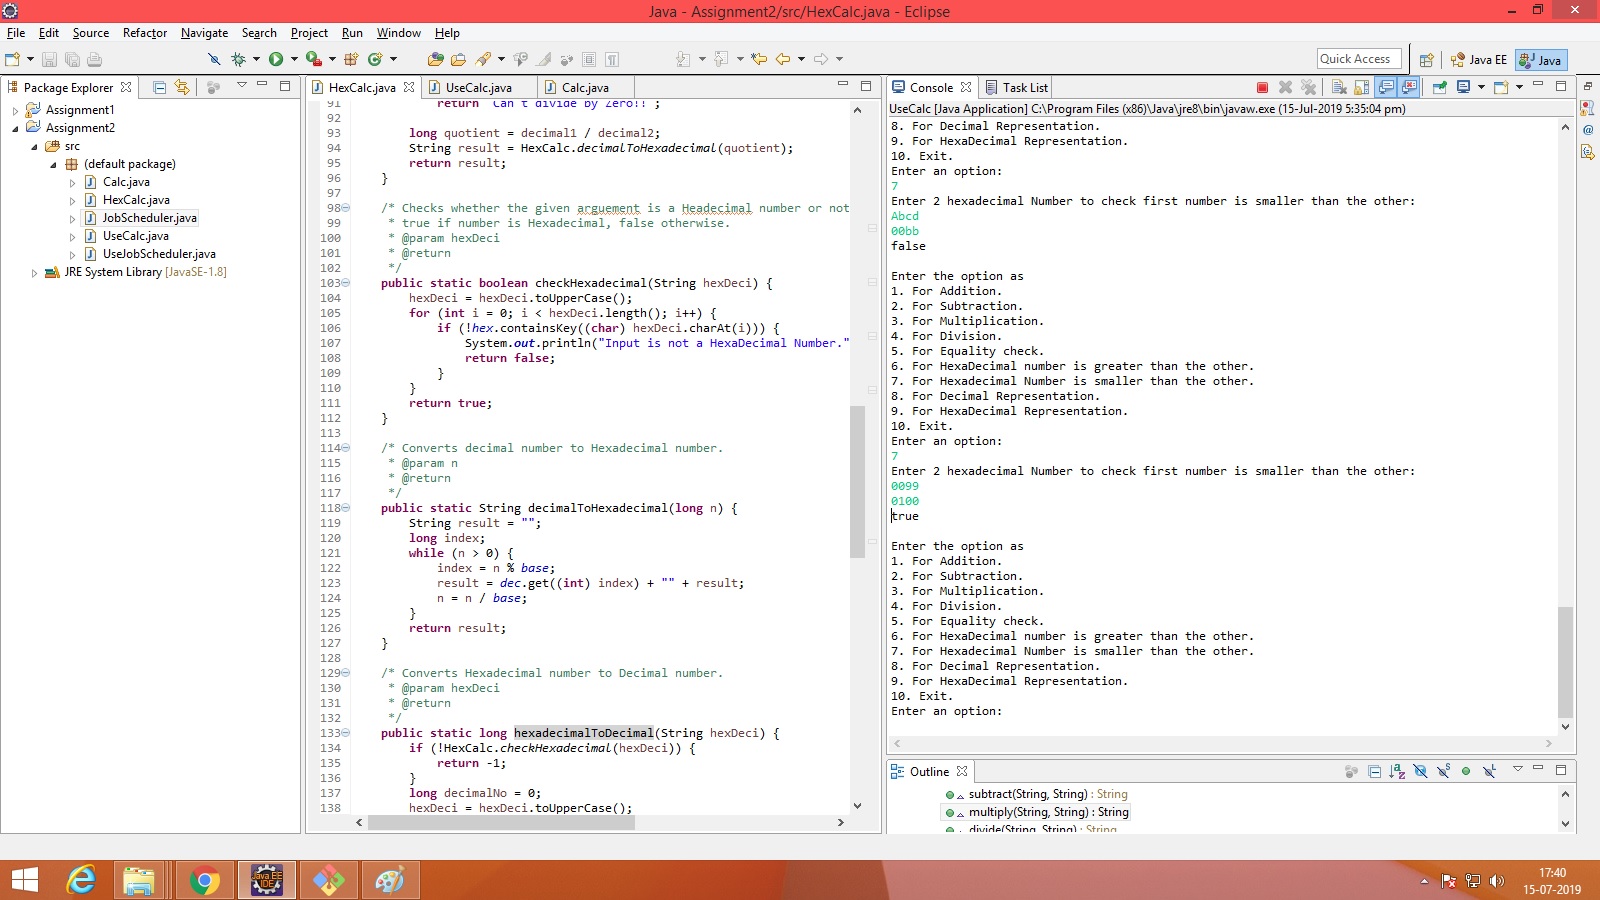 Java - Assignment2/src/HexCalc.java - Eclipse
File Edit Source Refactor Navigate Search Project Run Window Help
Quick Access
Java EE
Java
Package Explorer
Assignment1
Assignment2
src
(default package)
Calc.java
HexCalc.java
JobScheduler.java
UseCalc.java
UseJobScheduler.java
JRE System Library [JavaSE-1.8]
HexCalc.java
UseCalc.java
Calc.java
91 return "Can't divide by zero!!";
92
93 long quotient = decimal1 / decimal2;
94 String result = HexCalc.decimalToHexadecimal(quotient);
95 return result;
96 }
97
98 /* Checks whether the given arguement is a Headecimal number or not
99 * true if number is Hexadecimal, false otherwise.
100 * @param hexDeci
101 * @return
102 */
103 public static boolean checkHexadecimal(String hexDeci) {
104 hexDeci = hexDeci.toUpperCase();
105 for (int i = 0; i < hexDeci.length(); i++) {
106 if (!hex.containsKey((char) hexDeci.charAt(i))) {
107 System.out.println("Input is not a HexaDecimal Number."
108 return false;
109 }
110 }
111 return true;
112 }
113
114 /* Converts decimal number to Hexadecimal number.
115 * @param n
116 * @return
117 */
118 public static String decimalToHexadecimal(long n) {
119 String result = "";
120 long index;
121 while (n > 0) {
122 index = n % base;
123 result = dec.get((int) index) + "" + result;
124 n = n / base;
125 }
126 return result;
127 }
128
129 /* Converts Hexadecimal number to Decimal number.
130 * @param hexDeci
131 * @return
132 */
133 public static long hexadecimalToDecimal(String hexDeci) {
134 if (!HexCalc.checkHexadecimal(hexDeci)) {
135 return -1;
136 }
137 long decimalNo = 0;
138 hexDeci = hexDeci.toUpperCase();
Console
Task List
UseCalc [Java Application] C:\Program Files (x86)\Java\jre8\bin\javaw.exe (15-Jul-2019 5:35:04 pm)
8. For Decimal Representation.
9. For HexaDecimal Representation.
10. Exit.
Enter an option:
7
Enter 2 hexadecimal Number to check first number is smaller than the other:
Abcd
00bb
false
Enter the option as
1. For Addition.
2. For Subtraction.
3. For Multiplication.
4. For Division.
5. For Equality check.
6. For HexaDecimal number is greater than the other.
7. For Hexadecimal Number is smaller than the other.
8. For Decimal Representation.
9. For HexaDecimal Representation.
10. Exit.
Enter an option:
7
Enter 2 hexadecimal Number to check first number is smaller than the other:
0099
0100
true
Enter the option as
1. For Addition.
2. For Subtraction.
3. For Multiplication.
4. For Division.
5. For Equality check.
6. For HexaDecimal number is greater than the other.
7. For Hexadecimal Number is smaller than the other.
8. For Decimal Representation.
9. For HexaDecimal Representation.
10. Exit.
Enter an option:
Outline
subtract(String, String) : String
multiply(String, String) : String
divide(String, String) : String
Java EE
IDE
17:40
15-07-2019